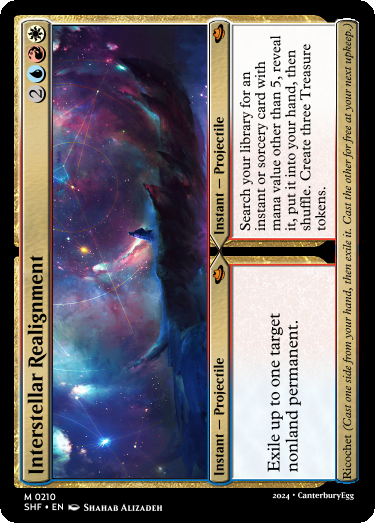 Interstellar Realignment
Instant — Projectile
Exile up to one target
nonland permanent.
Instant — Projectile
Search your library for an
instant or sorcery card with
mana value other than 5, reveal
it, put it into your hand, then
shuffle. Create three Treasure
tokens.
Ricochet (Cast one side from your hand, then exile it. Cast the other for free at your next upkeep.)
2
M 0210
SHF • EN Shahab Alizadeh
2024 • CanterburyEgg